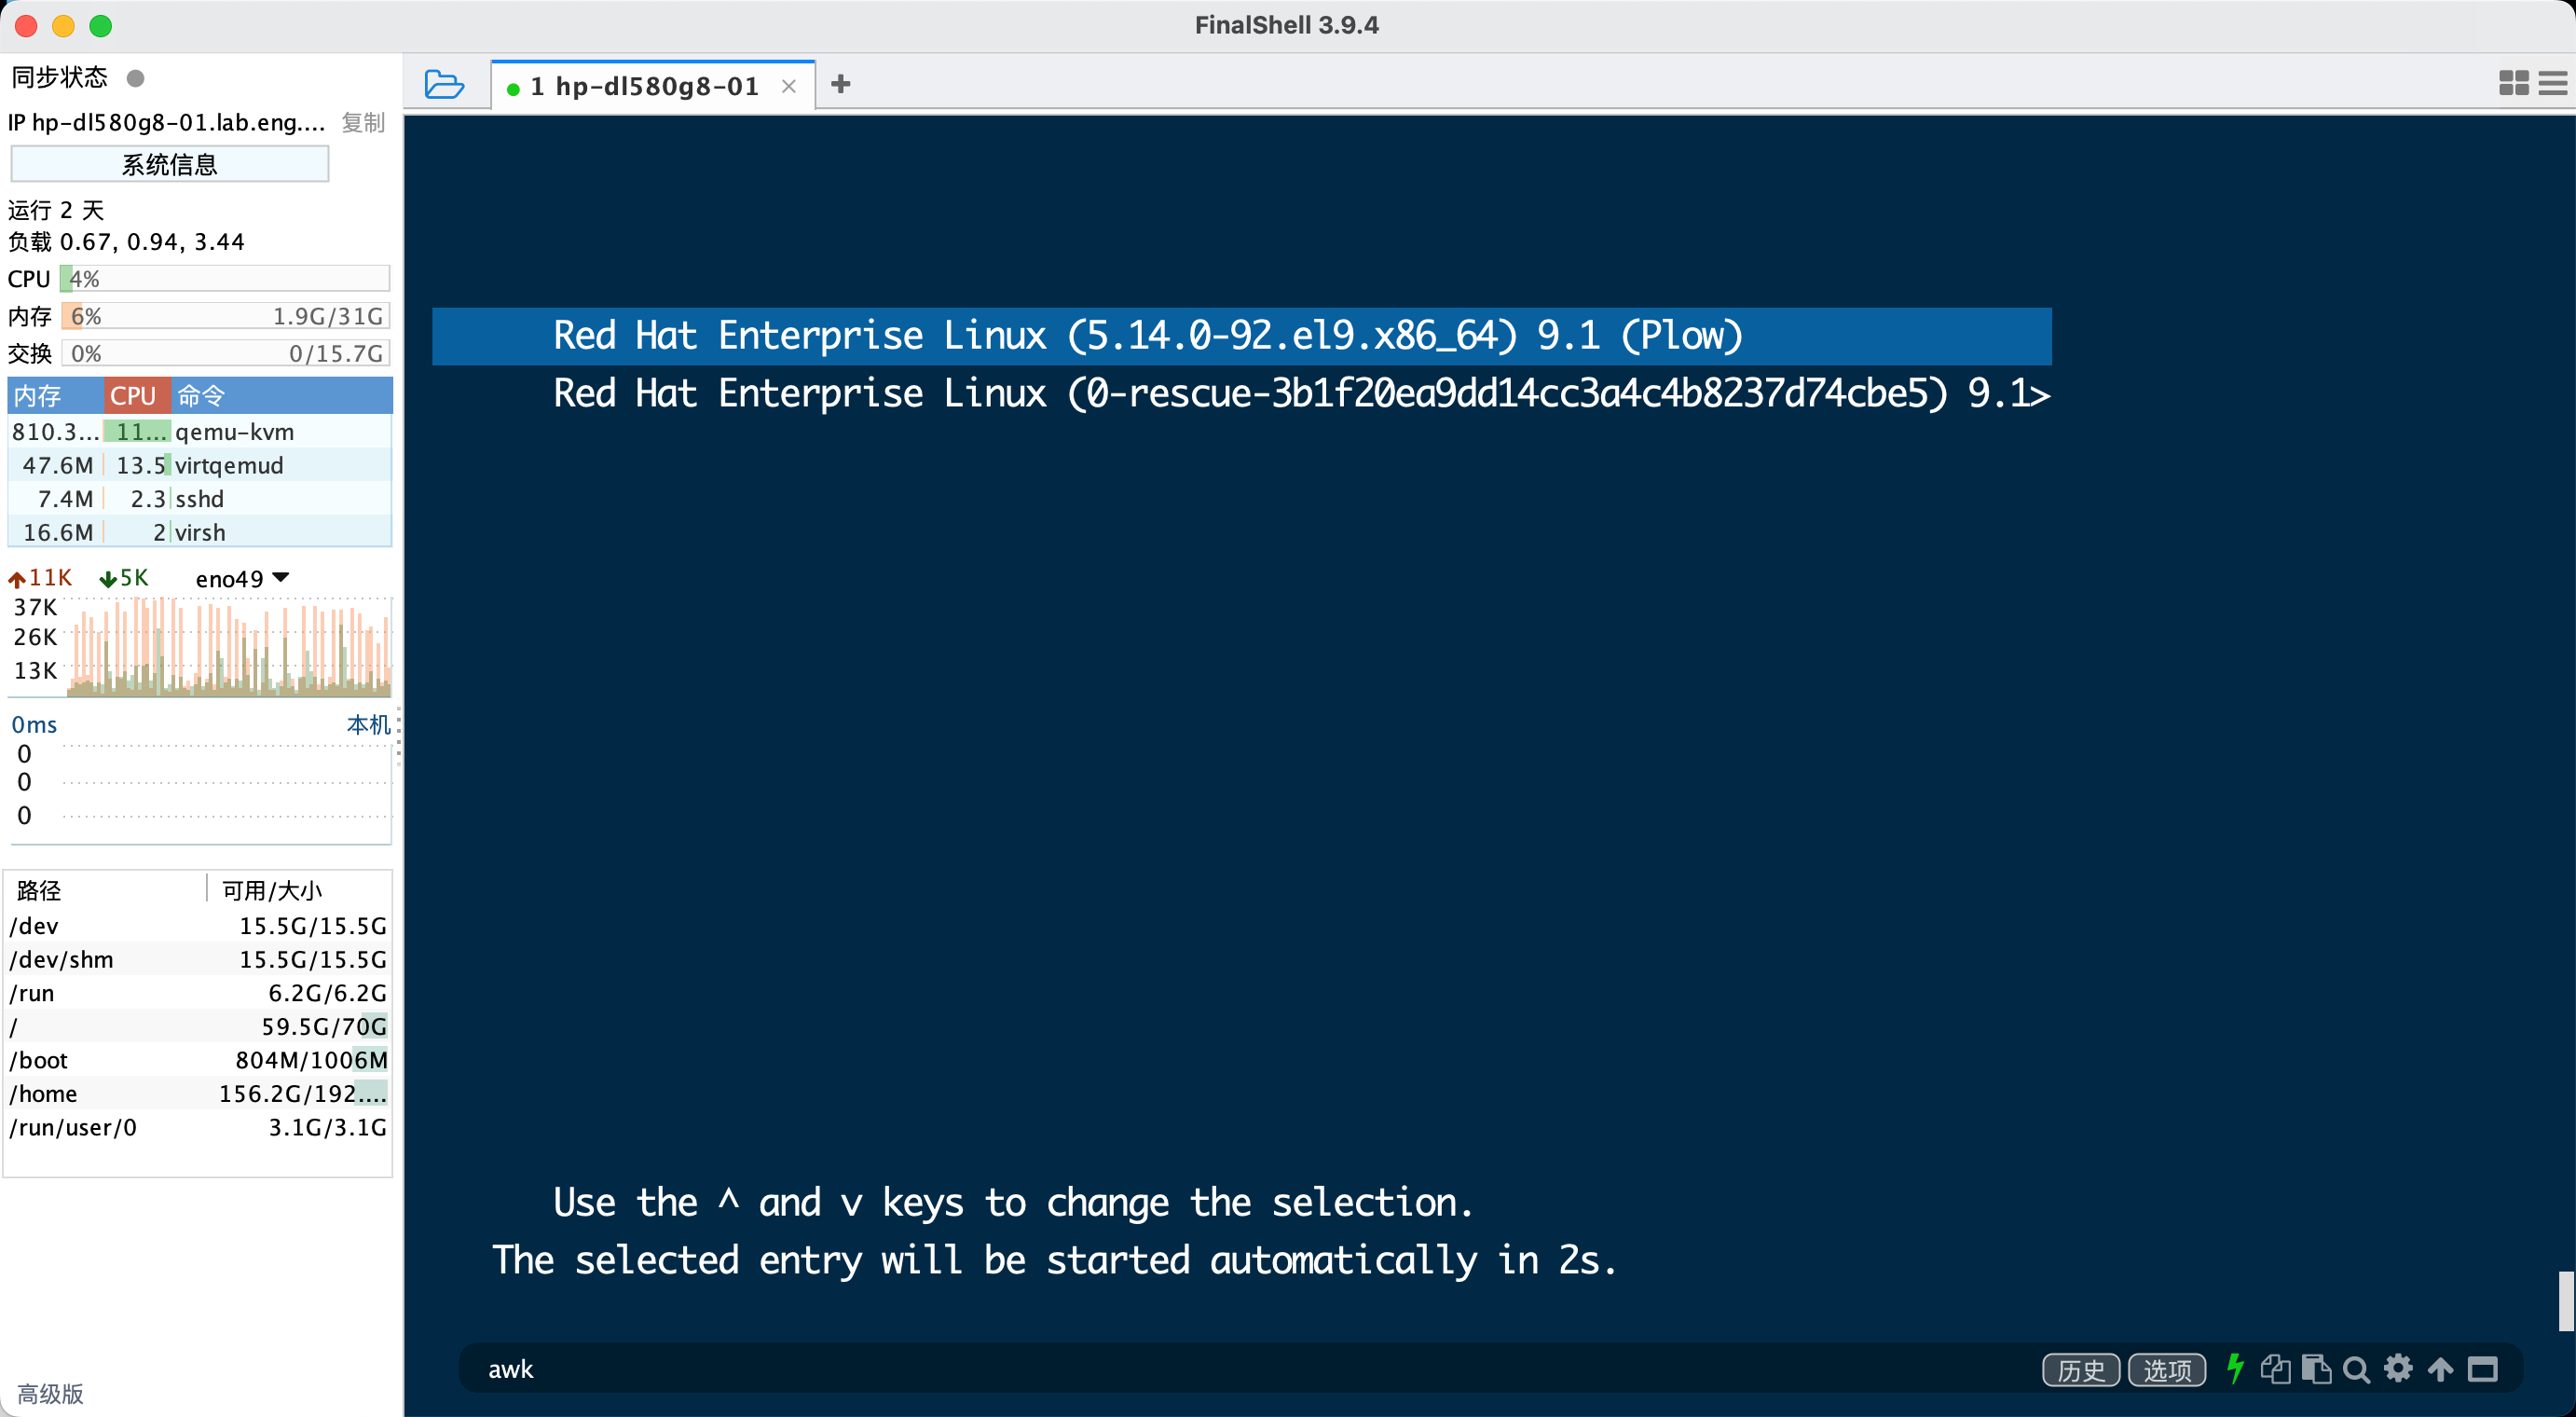 FinalShell 3.9.4
同步状态
IP hp-dl580g8-01.lab.eng.... 复制
系统信息
运行 2 天
负载 0.67, 0.94, 3.44
CPU 4%
内存 6% 1.9G/31G
交换 0% 0/15.7G
内存 CPU 命令
810.3... 11... qemu-kvm
47.6M 13.5 virtqemud
7.4M 2.3 sshd
16.6M 2 virsh
11K 5K eno49
37K
26K
13K
0ms 本机
0
0
0
路径 可用/大小
/dev 15.5G/15.5G
/dev/shm 15.5G/15.5G
/run 6.2G/6.2G
/ 59.5G/70G
/boot 804M/1006M
/home 156.2G/192....
/run/user/0 3.1G/3.1G
高级版
1 hp-dl580g8-01 × +
Red Hat Enterprise Linux (5.14.0-92.el9.x86_64) 9.1 (Plow)
Red Hat Enterprise Linux (0-rescue-3b1f20ea9dd14cc3a4c4b8237d74cbe5) 9.1>
Use the ^ and v keys to change the selection.
The selected entry will be started automatically in 2s.
awk 历史 选项